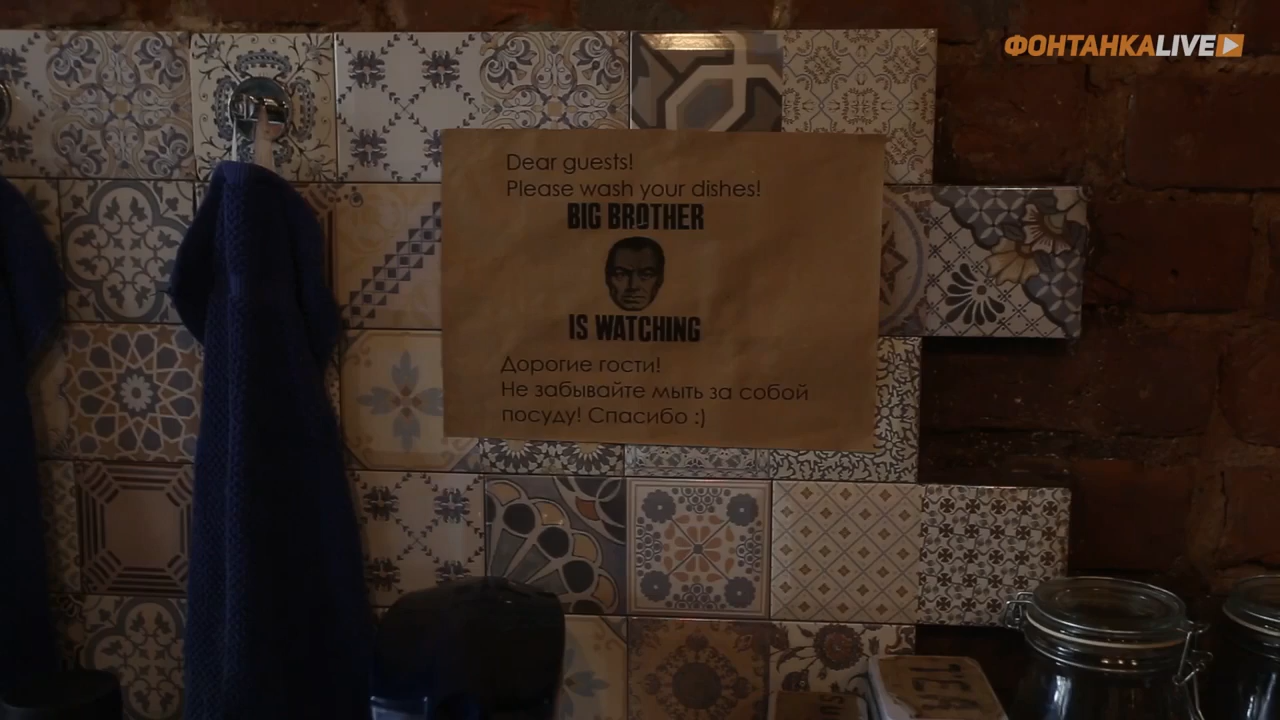 ФОНТАНКАLIVE
Dear guests!
Please wash your dishes!
BIG BROTHER
IS WATCHING
Дорогие гости!
Не забывайте мыть за собой
посуду! Спасибо :)